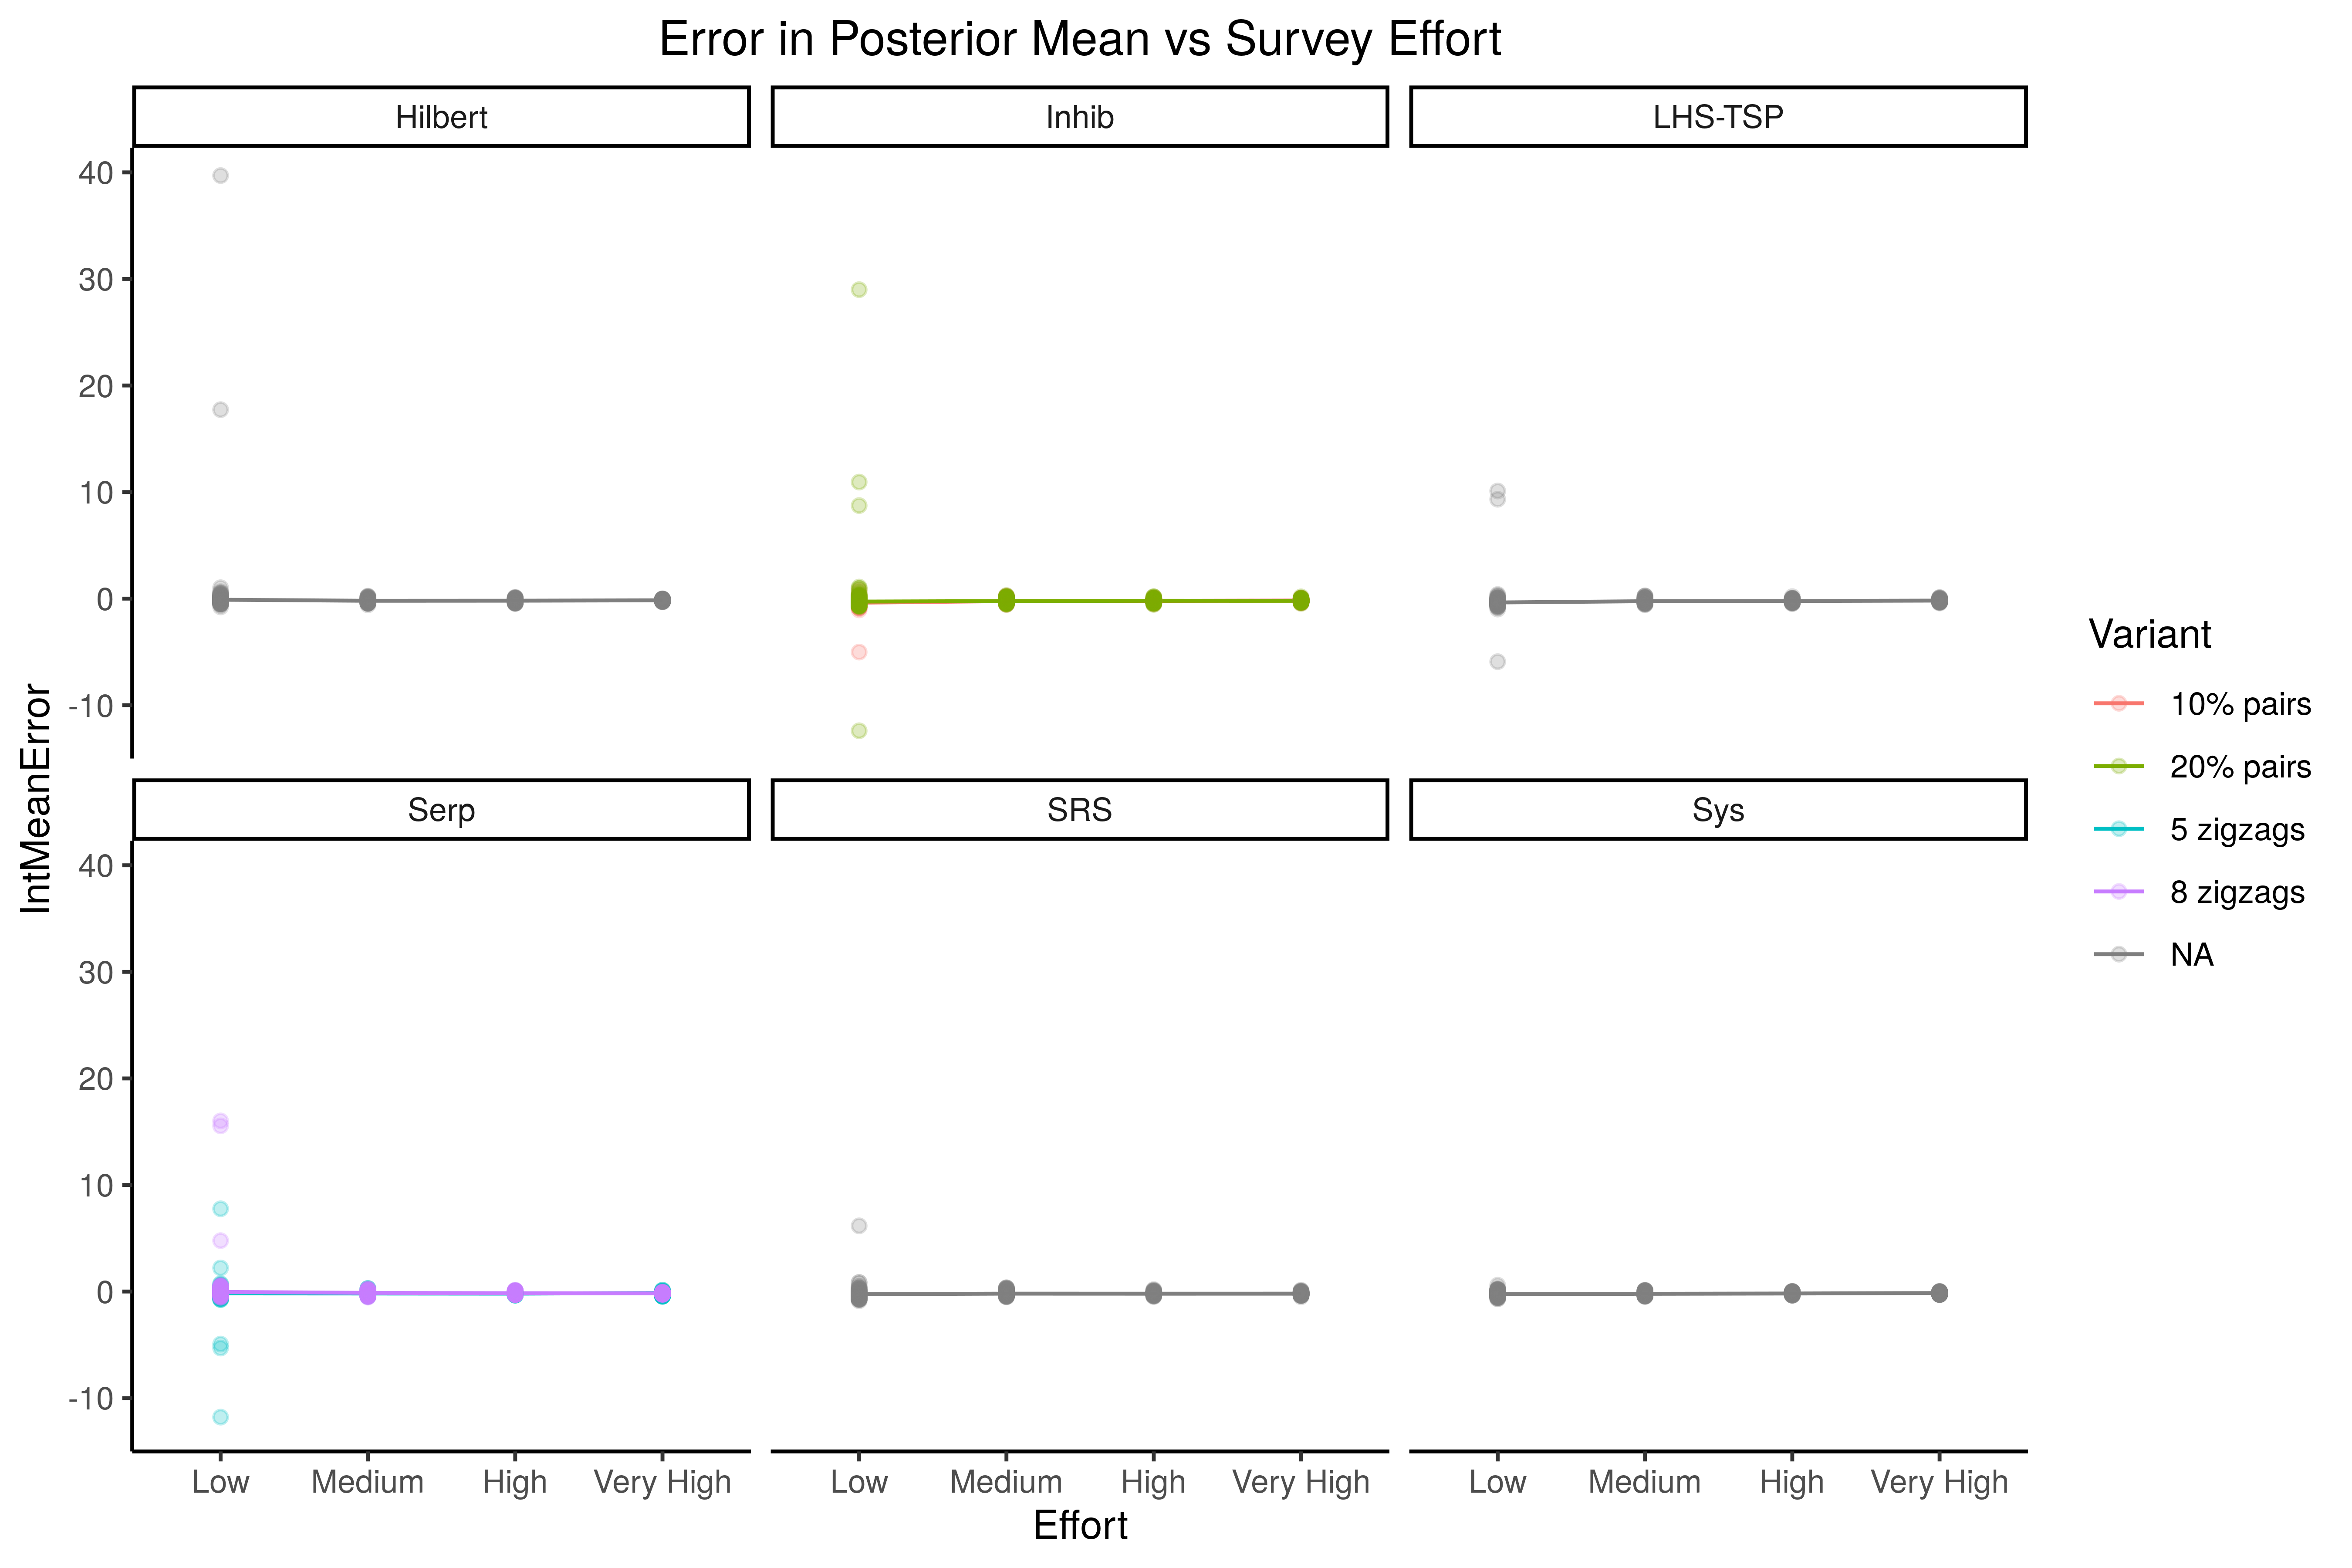 Error in Posterior Mean vs Survey Effort
Hilbert
Inhib
LHS-TSP
40
30
20
10
0
-10
IntMeanError
Serp
SRS
Sys
40
30
20
10
0
-10
Low Medium High Very High
Low Medium High Very High
Low Medium High Very High
Effort
Variant
10% pairs
20% pairs
5 zigzags
8 zigzags
NA